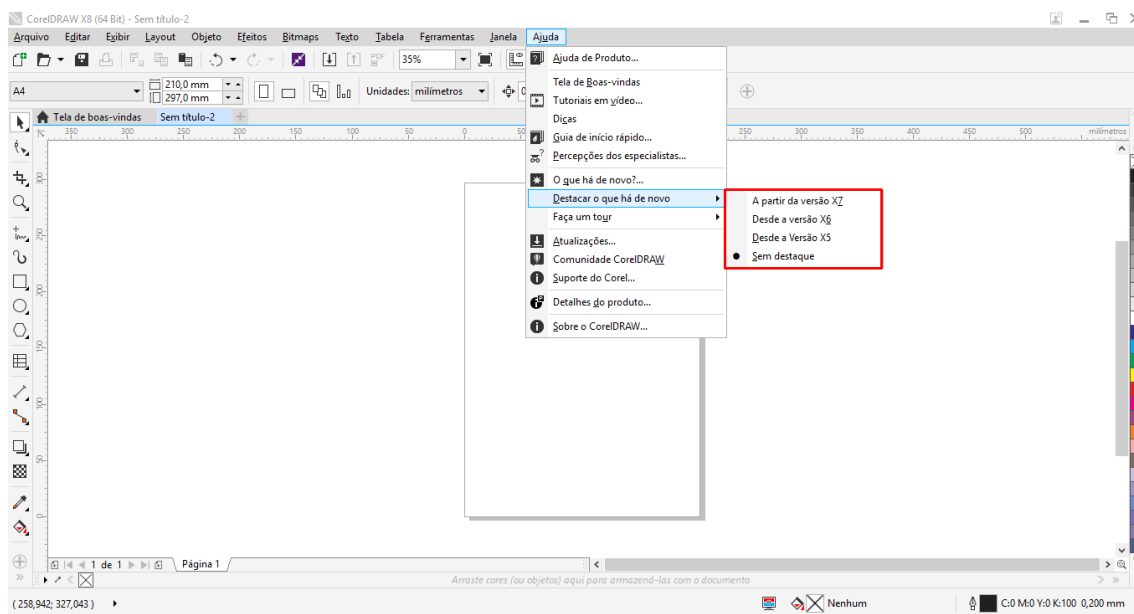 CorelDRAW X8 (64 Bit) - Sem título-2
Arquivo Editar Exibir Layout Objeto Efeitos Bitmaps Texto Tabela Ferramentas Janela Ajuda
PDF 35%
A4 210,0 mm 297,0 mm Unidades: milímetros
Tela de boas-vindas Sem título-2
350 300 250 200 150 100 50 0 50 250 300 350 400 450 500 milímetros
Ajuda de Produto...
Tela de Boas-vindas
Tutoriais em vídeo...
Dicas
Guia de início rápido...
Percepções dos especialistas...
O que há de novo?...
Destacar o que há de novo
Faça um tour
Atualizações...
Comunidade CorelDRAW
Suporte do Corel...
Detalhes do produto...
Sobre o CorelDRAW...
A partir da versão X7
Desde a versão X6
Desde a Versão X5
Sem destaque
1 de 1 Página 1
Arraste cores (ou objetos) aqui para armazená-las com o documento
( 258,942; 327,043 ) Nenhum C:0 M:0 Y:0 K:100 0,200 mm